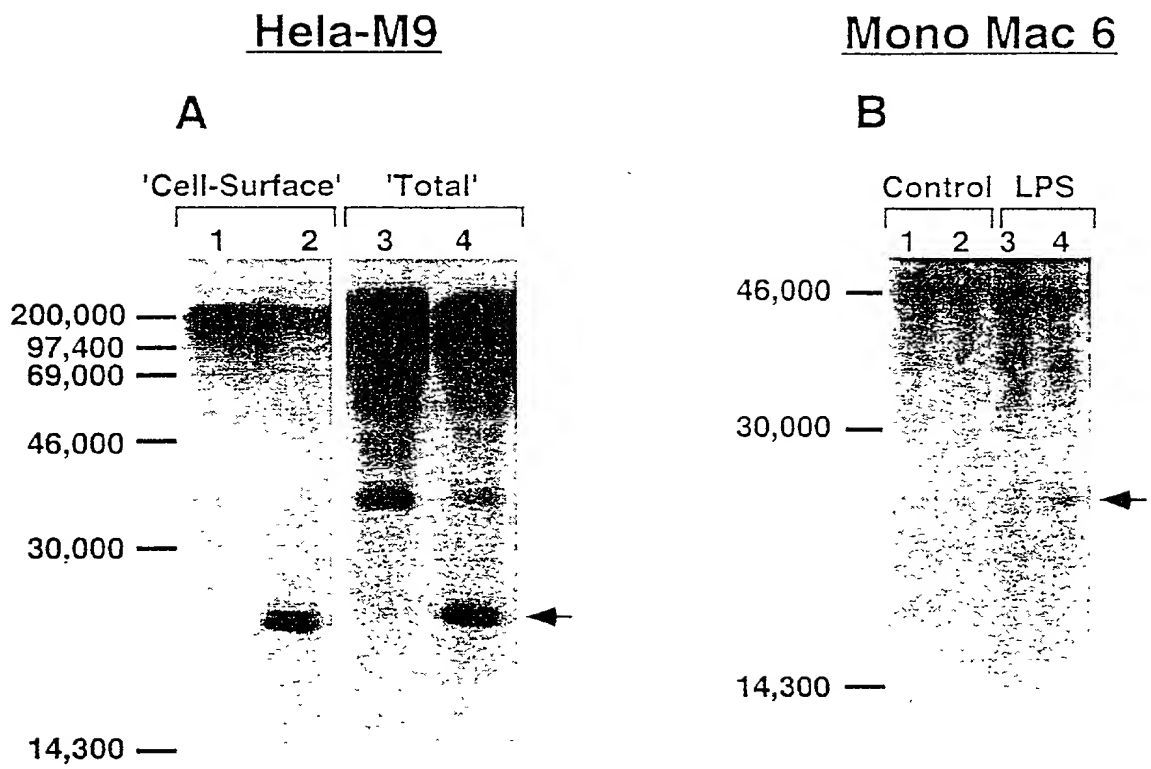 Hela-M9
Mono Mac 6
A
B
'Cell-Surface'
'Total'
1
2
3
4
200,000
97,400
69,000
46,000
30,000
14,300
Control
LPS
1
2
3
4
46,000
30,000
14,300